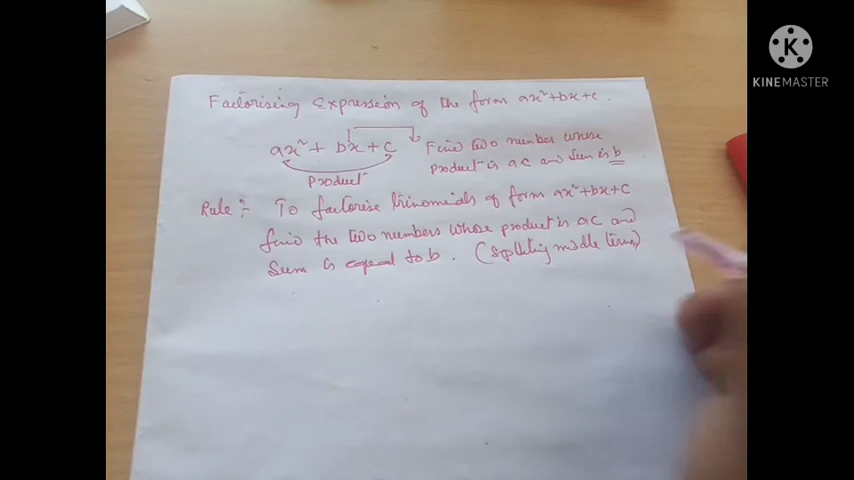 Factorising Expression of the form ax²+bx+c.
ax² + bx + c
Find two number whose
product is ac and sum is b
Product
Rule :- To factorise trinomials of form ax²+bx+c
find the two numbers whose product is ac and
sum is equal to b. (splitting middle term)
K
KINEMASTER